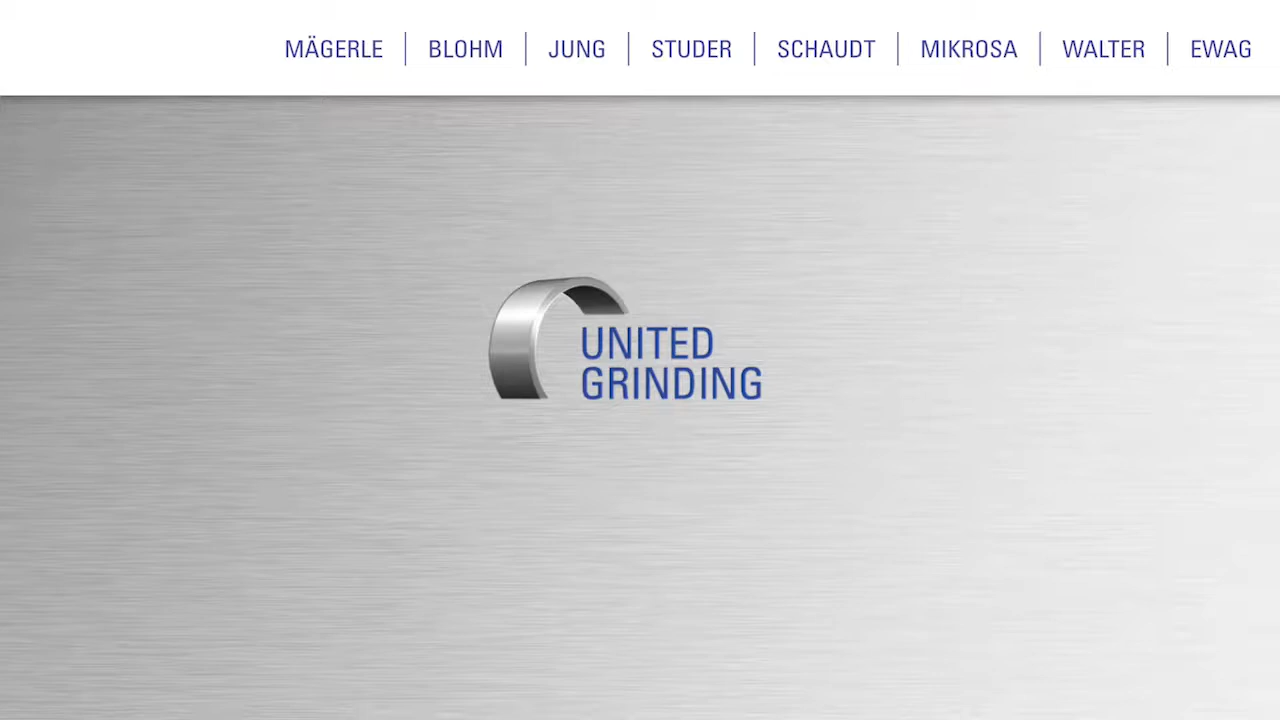 MÄGERLE | BLOHM | JUNG | STUDER | SCHAUDT | MIKROSA | WALTER | EWAG
UNITED
GRINDING